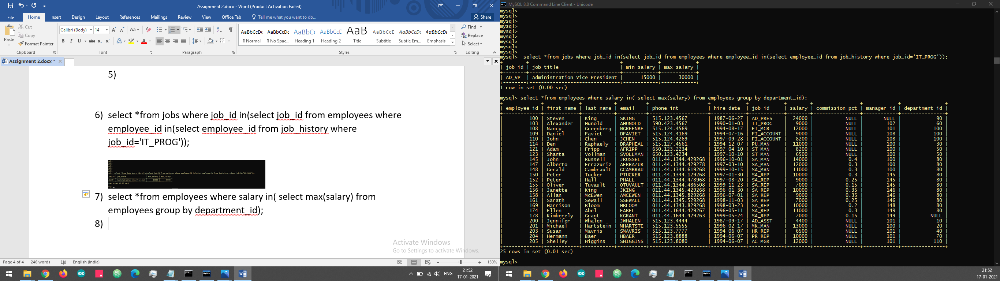 Assignment 2.docx - Word (Product Activation Failed)
File Home Insert Design Layout References Mailings Review View Office Tab Tell me what you want to do... Share
Paste Cut Copy Format Painter
Calibri (Body) 14
AaBbCcDc AaBbCcDc AaBbC( AaBbCcE AaB AaBbCcD AaBbCcDt AaBbCcDt
¶ Normal ¶ No Spac... Heading 1 Heading 2 Title Subtitle Subtle Em... Emphasis
Find Replace Select
Clipboard Font Paragraph Styles Editing
Assignment 2.docx *
5)
6) select *from jobs where job_id in(select job_id from employees where
employee_id in(select employee_id from job_history where
job_id='IT_PROG'));
7) select *from employees where salary in( select max(salary) from
employees group by department_id);
8)
Activate Windows
Go to Settings to activate Windows.
Page 4 of 4 246 words English (India) 150%
ENG 21:52
17-01-2021
MySQL 8.0 Command Line Client - Unicode
mysql>
mysql>
mysql>
mysql>
mysql>
mysql>
mysql>
mysql>
mysql>
mysql> select *from jobs where job_id in(select job_id from employees where employee_id in(select employee_id from job_history where job_id='IT_PROG'));
| job_id | job_title | min_salary | max_salary |
| AD_VP | Administration Vice President | 15000 | 30000 |
1 row in set (0.00 sec)
mysql> select *from employees where salary in( select max(salary) from employees group by department_id);
| employee_id | first_name | last_name | email | phone_int | hire_date | job_id | salary | commission_pct | manager_id | department_id |
| 100 | Steven | King | SKING | 515.123.4567 | 1987-06-27 | AD_PRES | 24000 | NULL | NULL | 90 |
| 103 | Alexander | Hunold | AHUNOLD | 590.423.4567 | 1990-01-03 | IT_PROG | 9000 | NULL | 102 | 60 |
| 108 | Nancy | Greenberg | NGREENBE | 515.124.4569 | 1994-08-17 | FI_MGR | 12000 | NULL | 101 | 100 |
| 109 | Daniel | Faviet | DFAVIET | 515.124.4169 | 1994-07-16 | FI_ACCOUNT | 9000 | NULL | 108 | 100 |
| 110 | John | Chen | JCHEN | 515.124.4269 | 1997-09-28 | FI_ACCOUNT | 8200 | NULL | 108 | 100 |
| 114 | Den | Raphaely | DRAPHEAL | 515.127.4561 | 1994-12-07 | PU_MAN | 11000 | NULL | 100 | 30 |
| 121 | Adam | Fripp | AFRIPP | 650.123.2234 | 1997-04-10 | ST_MAN | 8200 | NULL | 100 | 50 |
| 123 | Shanta | Vollman | SVOLLMAN | 650.123.4234 | 1997-10-10 | ST_MAN | 6500 | NULL | 100 | 50 |
| 145 | John | Russell | JRUSSEL | 011.44.1344.429268 | 1996-10-01 | SA_MAN | 14000 | 0.4 | 100 | 80 |
| 147 | Alberto | Errazuriz | AERRAZUR | 011.44.1344.429278 | 1997-03-10 | SA_MAN | 12000 | 0.3 | 100 | 80 |
| 148 | Gerald | Cambrault | GCAMBRAU | 011.44.1344.619268 | 1999-10-15 | SA_MAN | 11000 | 0.3 | 100 | 80 |
| 150 | Peter | Tucker | PTUCKER | 011.44.1344.129268 | 1997-01-30 | SA_REP | 10000 | 0.3 | 145 | 80 |
| 152 | Peter | Hall | PHALL | 011.44.1344.478968 | 1997-08-20 | SA_REP | 9000 | 0.25 | 145 | 80 |
| 155 | Oliver | Tuvault | OTUVAULT | 011.44.1344.486508 | 1999-11-23 | SA_REP | 7000 | 0.15 | 145 | 80 |
| 156 | Janette | King | JKING | 011.44.1345.429268 | 1996-01-30 | SA_REP | 10000 | 0.35 | 146 | 80 |
| 158 | Allan | McEwen | AMCEWEN | 011.44.1345.829268 | 1996-07-01 | SA_REP | 9000 | 0.35 | 146 | 80 |
| 161 | Sarath | Sewall | SSEWALL | 011.44.1345.529268 | 1998-11-03 | SA_REP | 7000 | 0.25 | 146 | 80 |
| 169 | Harrison | Bloom | HBLOOM | 011.44.1343.829268 | 1998-03-23 | SA_REP | 10000 | 0.2 | 148 | 80 |
| 174 | Ellen | Abel | EABEL | 011.44.1644.429267 | 1996-05-11 | SA_REP | 11000 | 0.3 | 149 | 80 |
| 178 | Kimberely | Grant | KGRANT | 011.44.1644.429263 | 1999-05-24 | SA_REP | 7000 | 0.15 | 149 | NULL |
| 200 | Jennifer | Whalen | JWHALEN | 515.123.4444 | 1987-09-17 | AD_ASST | 4400 | NULL | 101 | 10 |
| 201 | Michael | Hartstein | MHARTSTE | 515.123.5555 | 1996-02-17 | MK_MAN | 13000 | NULL | 100 | 20 |
| 203 | Susan | Mavris | SMAVRIS | 515.123.7777 | 1994-06-07 | HR_REP | 6500 | NULL | 101 | 40 |
| 204 | Hermann | Baer | HBAER | 515.123.8888 | 1994-06-07 | PR_REP | 10000 | NULL | 101 | 70 |
| 205 | Shelley | Higgins | SHIGGINS | 515.123.8080 | 1994-06-07 | AC_MGR | 12000 | NULL | 101 | 110 |
25 rows in set (0.01 sec)
mysql>
21:52
17-01-2021